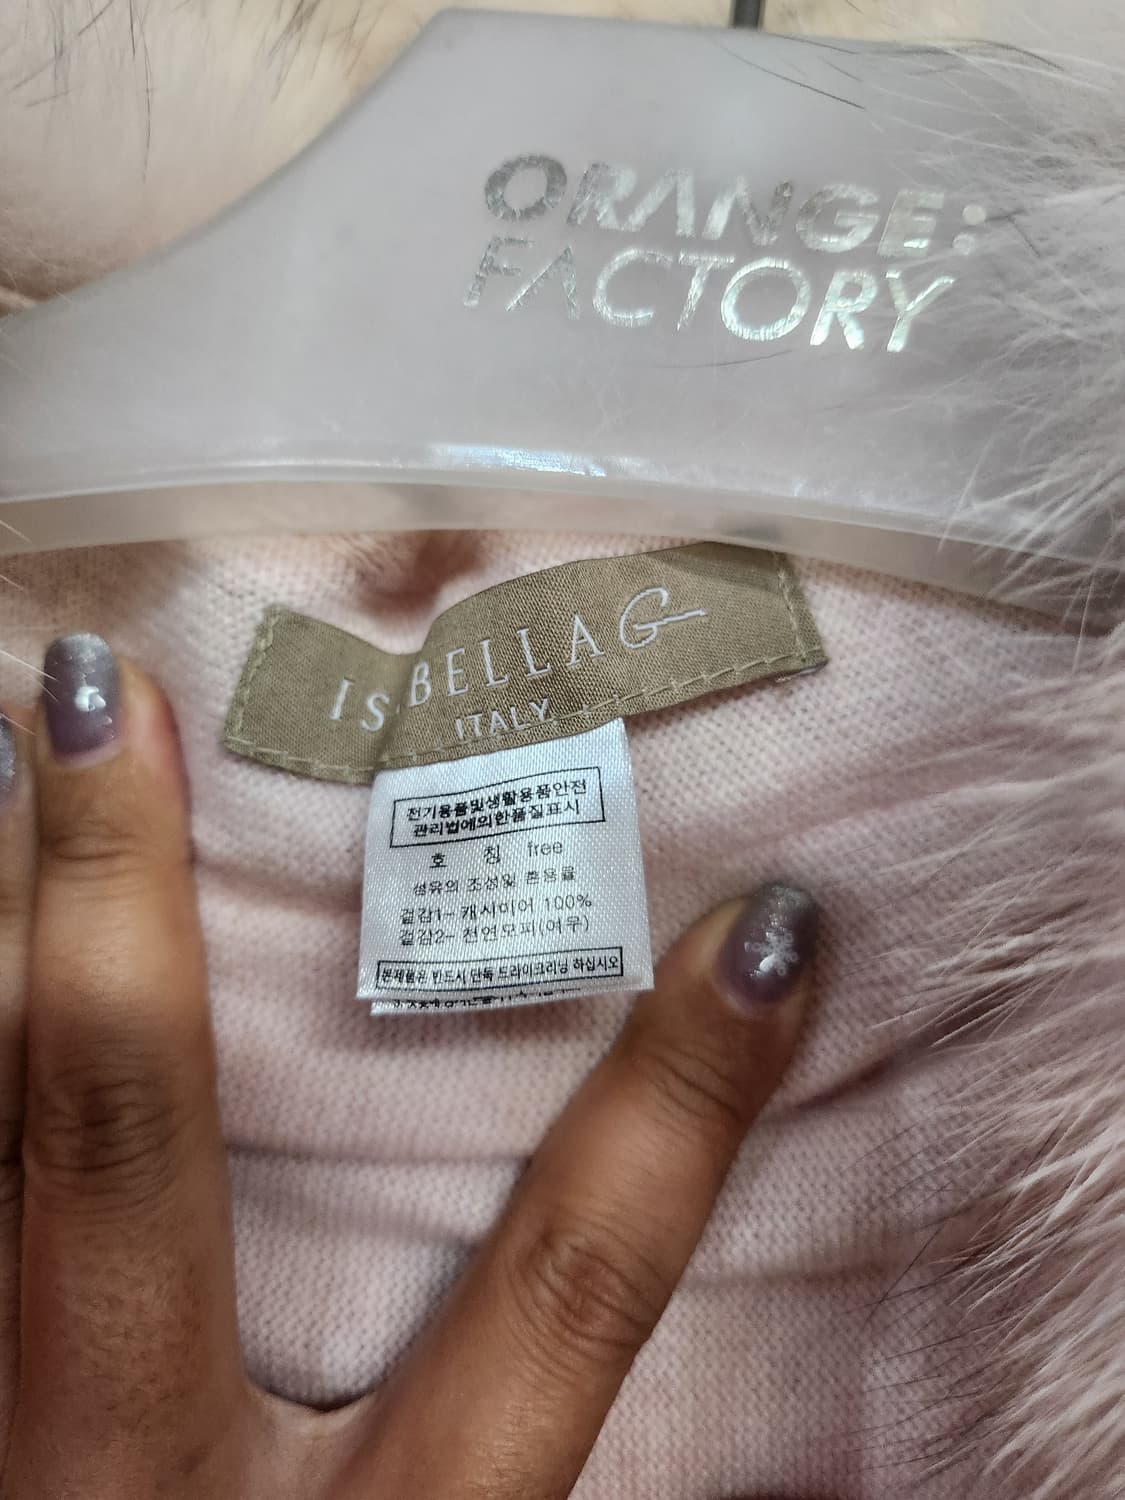 ORANGE:
FACTORY
ISABELLA G
ITALY
전기용품및생활용품안전
관리법에의한품질표시
호 칭 free
섬유의 조성및 혼용률
겉감1- 캐시미어 100%
겉감2- 천연모피(여우)
본제품은 반드시 단독 드라이크리닝 하십시오